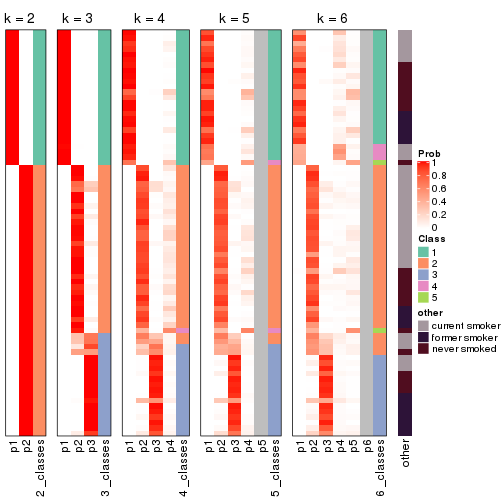 k = 2 k = 3 k = 4 k = 5 k = 6
Prob
1
0.8
0.6
0.4
0.2
0
Class
1
2
3
4
5
other
current smoker
former smoker
never smoked
p1 p2 2_classes p1 p2 p3 3_classes p1 p2 p3 p4 4_classes p1 p2 p3 p4 p5 5_classes p1 p2 p3 p4 p5 p6 6_classes other